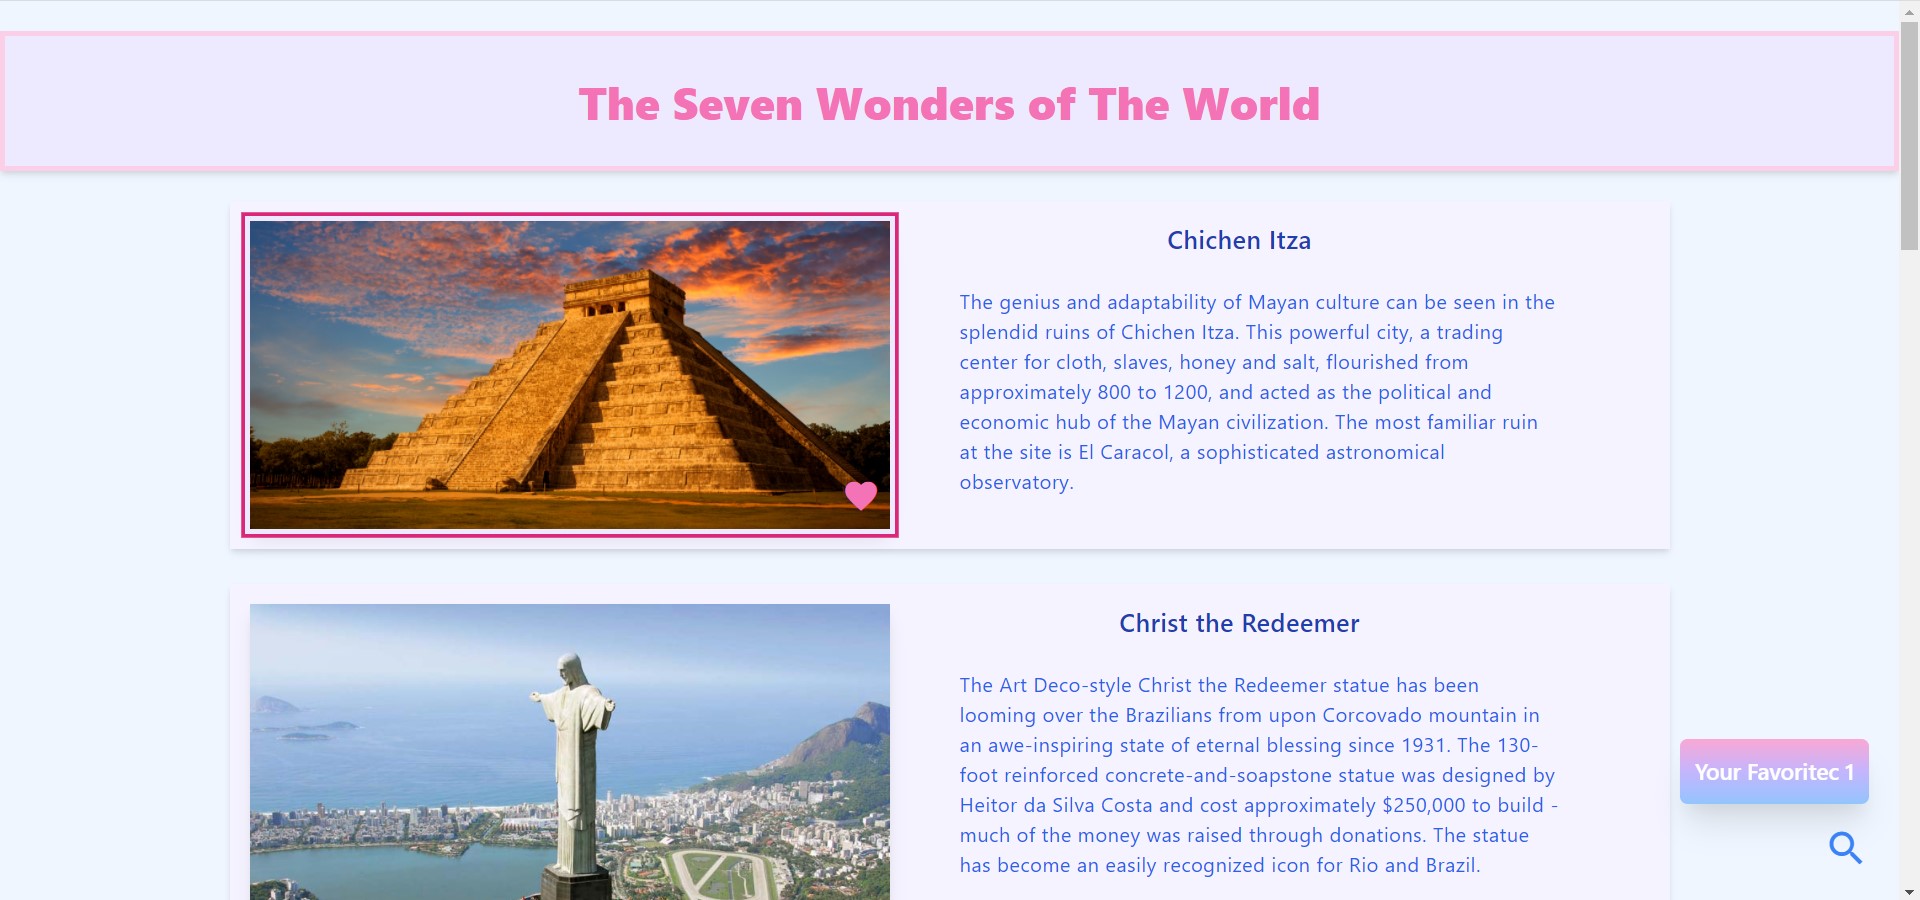 The Seven Wonders of The World
Chichen Itza
The genius and adaptability of Mayan culture can be seen in the
splendid ruins of Chichen Itza. This powerful city, a trading
center for cloth, slaves, honey and salt, flourished from
approximately 800 to 1200, and acted as the political and
economic hub of the Mayan civilization. The most familiar ruin
at the site is El Caracol, a sophisticated astronomical
observatory.
Christ the Redeemer
The Art Deco-style Christ the Redeemer statue has been
looming over the Brazilians from upon Corcovado mountain in
an awe-inspiring state of eternal blessing since 1931. The 130-
foot reinforced concrete-and-soapstone statue was designed by
Heitor da Silva Costa and cost approximately $250,000 to build -
much of the money was raised through donations. The statue
has become an easily recognized icon for Rio and Brazil.
Your Favoritec 1